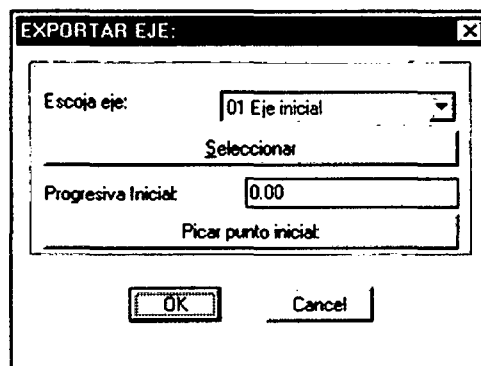 EXPORTAR EJE:
Escoja eje: 01 Eje inicial
Seleccionar
Progresiva Inicial: 0.00
Picar punto inicial:
OK Cancel